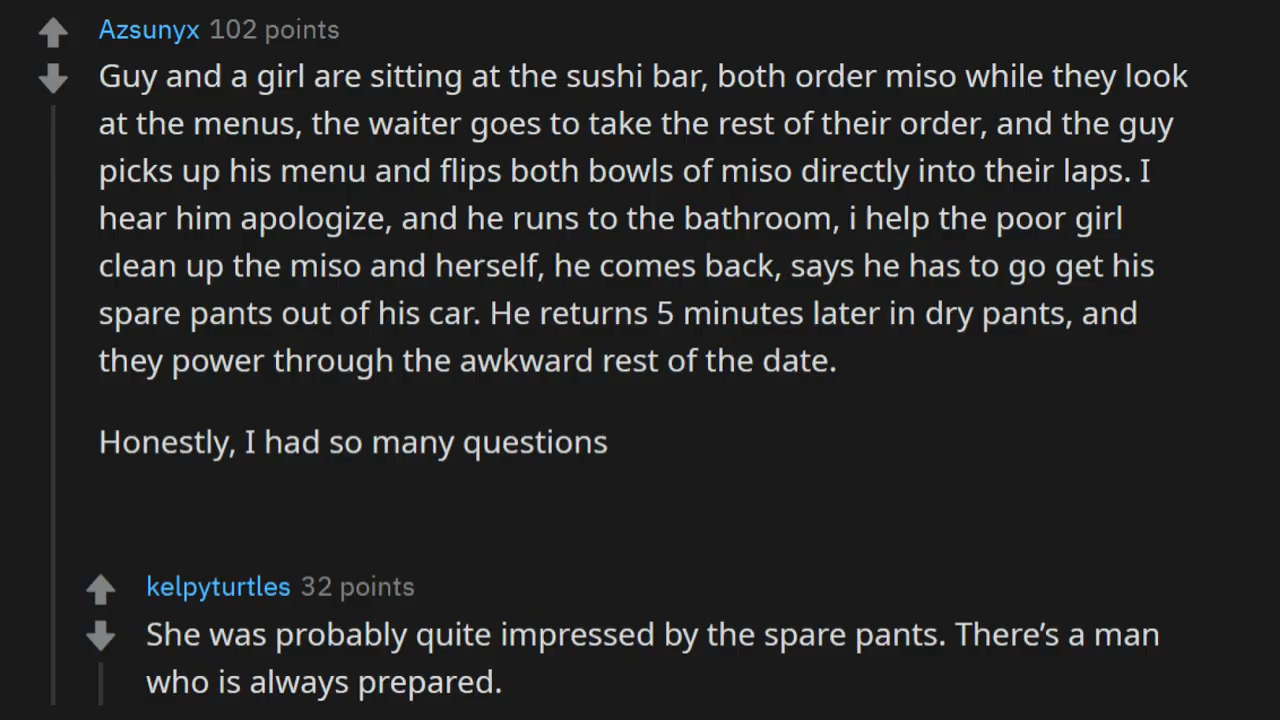 Azsunyx 102 points
Guy and a girl are sitting at the sushi bar, both order miso while they look
at the menus, the waiter goes to take the rest of their order, and the guy
picks up his menu and flips both bowls of miso directly into their laps. I
hear him apologize, and he runs to the bathroom, i help the poor girl
clean up the miso and herself, he comes back, says he has to go get his
spare pants out of his car. He returns 5 minutes later in dry pants, and
they power through the awkward rest of the date.
Honestly, I had so many questions
kelpyturtles 32 points
She was probably quite impressed by the spare pants. There’s a man
who is always prepared.